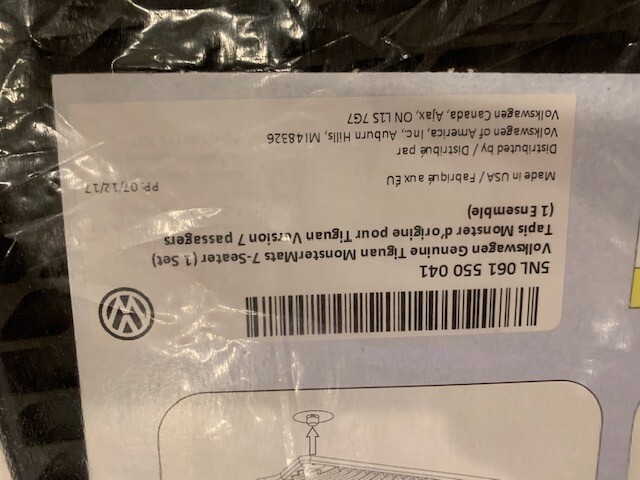 5NL 061 550 041
Volkswagen Genuine Tiguan MonsterMats 7-Seater (1 Set)
Tapis Monster d'origine pour Tiguan Version 7 passagers
(1 Ensemble)
Made in USA / Fabriqué aux ÉU
PP: 07/12/17
Distributed by / Distribué par
Volkswagen of America, Inc, Auburn Hills, MI 48326
Volkswagen Canada, Ajax, ON L1S 7G7